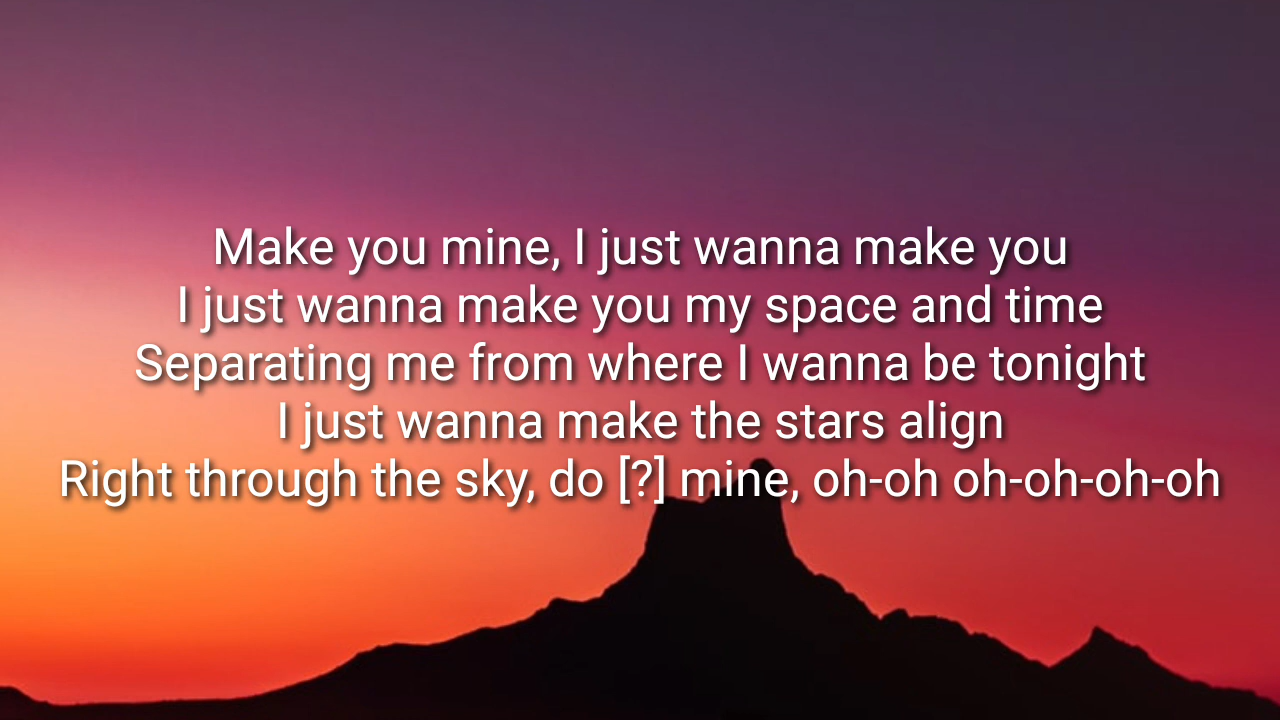 Make you mine, I just wanna make you
I just wanna make you my space and time
Separating me from where I wanna be tonight
I just wanna make the stars align
Right through the sky, do [?] mine, oh-oh oh-oh-oh-oh